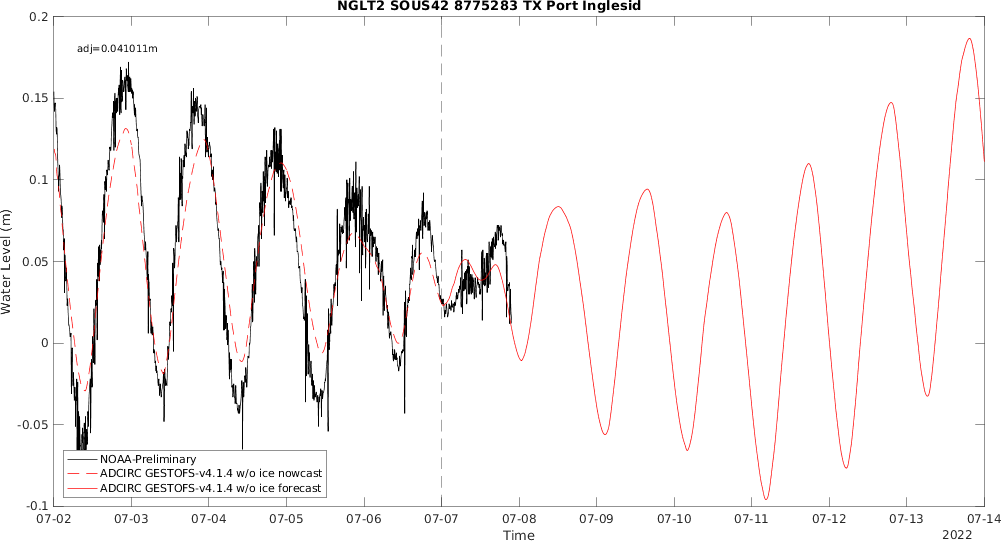 NGLT2 SOUS42 8775283 TX Port Inglesid
adj=0.041011m
0.2
0.15
0.1
0.05
0
-0.05
-0.1
Water Level (m)
NOAA-Preliminary
ADCIRC GESTOFS-v4.1.4 w/o ice nowcast
ADCIRC GESTOFS-v4.1.4 w/o ice forecast
07-02 07-03 07-04 07-05 07-06 07-07 07-08 07-09 07-10 07-11 07-12 07-13 07-14
Time
2022